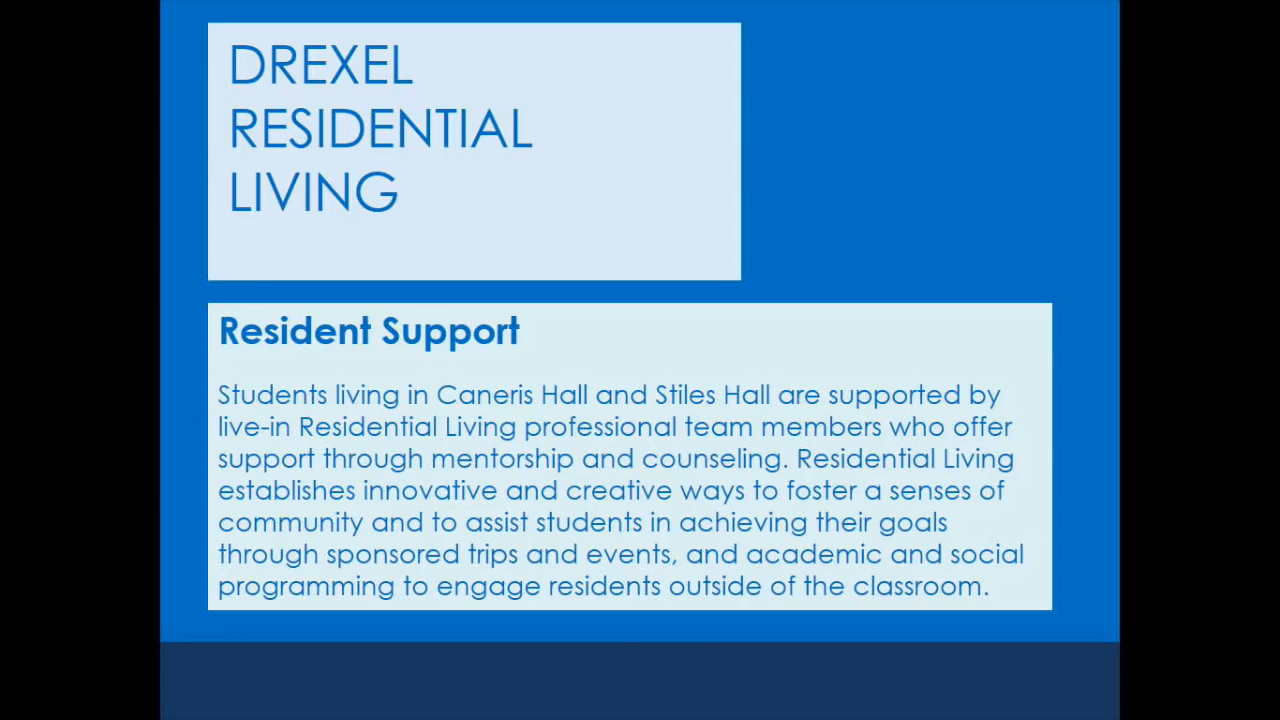 DREXEL
RESIDENTIAL
LIVING
Resident Support
Students living in Caneris Hall and Stiles Hall are supported by
live-in Residential Living professional team members who offer
support through mentorship and counseling. Residential Living
establishes innovative and creative ways to foster a senses of
community and to assist students in achieving their goals
through sponsored trips and events, and academic and social
programming to engage residents outside of the classroom.